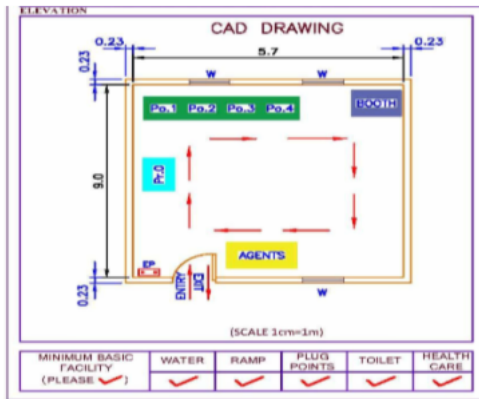 ELEVATION
CAD DRAWING
0.23
0.23
5.7
0.23
W
W
Po.1 Po.2 Po.3 Po.4
BOOTH
9.0
Pr.O
AGENTS
EP
0.23
ENTRY
EXIT
W
(SCALE 1cm=1m)
MINIMUM BASIC FACILITY (PLEASE ✓)
WATER
RAMP
PLUG POINTS
TOILET
HEALTH CARE